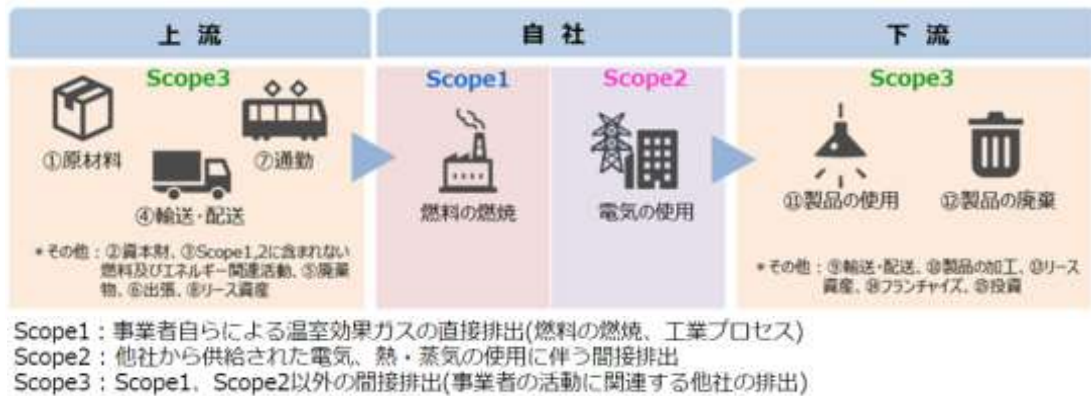 上 流
自 社
下 流
Scope3
Scope1
Scope2
Scope3
①原材料
⑦通勤
④輸送・配送
燃料の燃焼
電気の使用
⑪製品の使用
⑫製品の廃棄
*その他：②資本財、③Scope1,2に含まれない
燃料及びエネルギー関連活動、⑤廃棄
物、⑥出張、⑧リース資産
*その他：⑨輸送・配送、⑩製品の加工、⑬リース
資産、⑭フランチャイズ、⑮投資
Scope1：事業者自らによる温室効果ガスの直接排出(燃料の燃焼、工業プロセス)
Scope2：他社から供給された電気、熱・蒸気の使用に伴う間接排出
Scope3：Scope1、Scope2以外の間接排出(事業者の活動に関連する他社の排出)